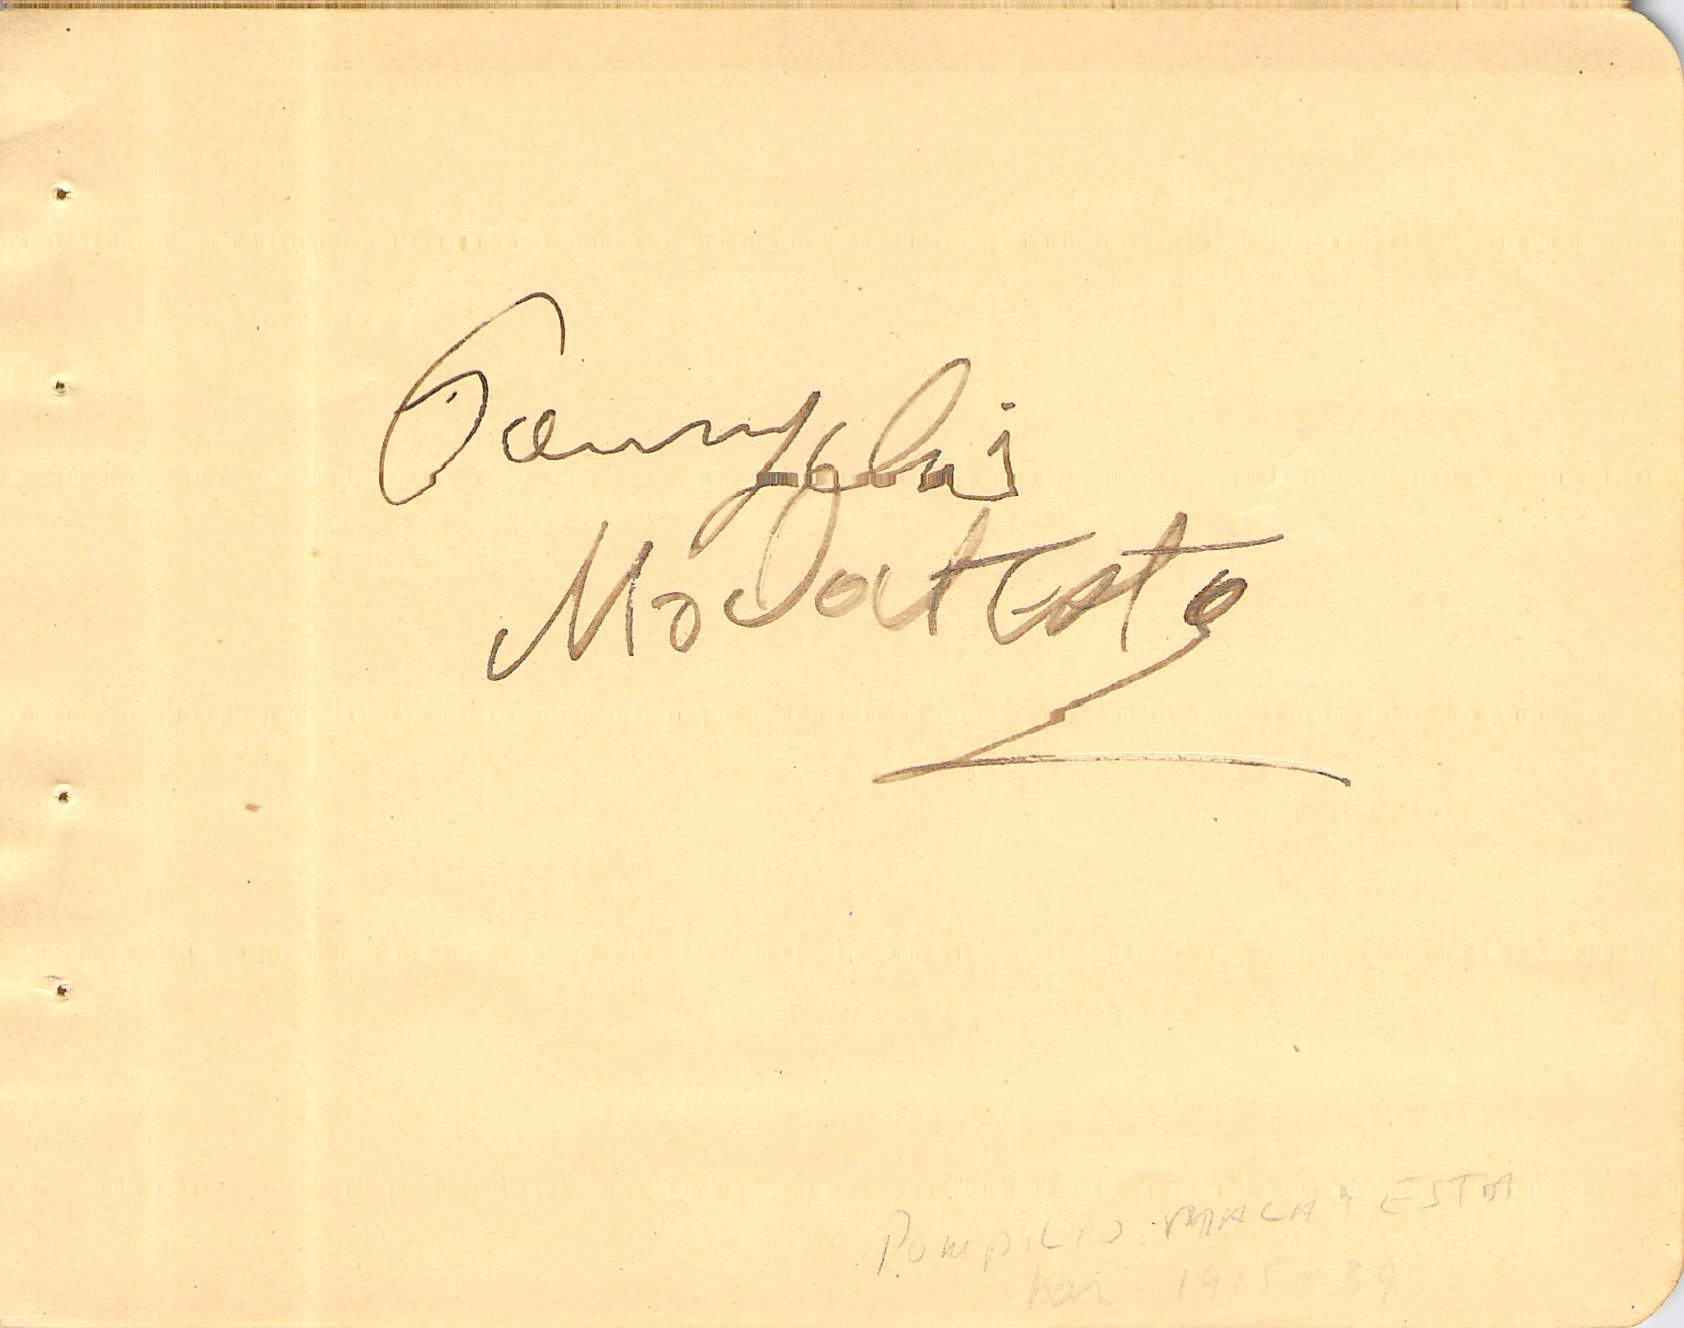 Pompilio
Malatesta
POMPILIO MALATESTA
bar 1915-39